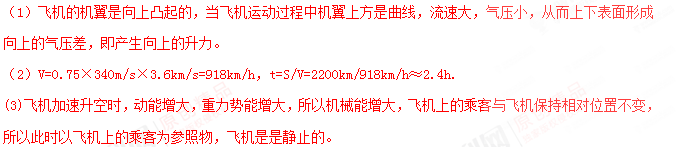 （1）飞机的机翼是向上凸起的，当飞机运动过程中机翼上方是曲线，流速大，气压小，从而上下表面形成
向上的气压差，即产生向上的升力。
（2）V=0.75×340m/s×3.6km/s=918km/h，t=S/V=2200km/918km/h≈2.4h.
(3)飞机加速升空时，动能增大，重力势能增大，所以机械能增大，飞机上的乘客与飞机保持相对位置不变，
所以此时以飞机上的乘客为参照物，飞机是是静止的。